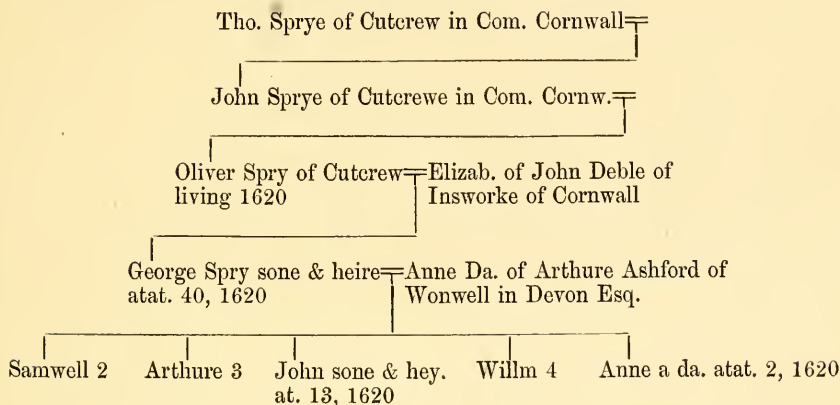 Tho. Sprye of Cutcrew in Com. Cornwall
John Sprye of Cutcrewe in Com. Cornw.
Oliver Spry of Cutcrew
living 1620
Elizab. of John Deble of
Insworke of Cornwall
George Spry sone & heire
atat. 40, 1620
Anne Da. of Arthure Ashford of
Wonwell in Devon Esq.
Samwell 2
Arthure 3
John sone & hey.
at. 13, 1620
Willm 4
Anne a da. atat. 2, 1620